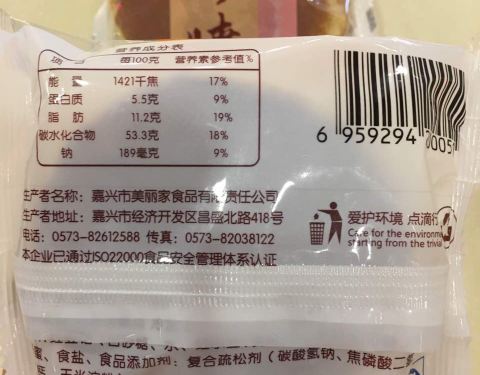 营养成分表
项 目 每100克 营养素参考值%
能 量 1421千焦 17%
蛋白质 5.5克 9%
脂 肪 11.2克 19%
碳水化合物 53.3克 18%
钠 189毫克 9%
6 959294 00051
生产者名称：嘉兴市美丽家食品有限责任公司
生产者地址：嘉兴市经济开发区昌盛北路418号
电话：0573-82612588 传真：0573-82038122
本企业已通过ISO22000食品安全管理体系认证
爱护环境 点滴行
Care for the environme
starting from the trivial
白砂糖、水、
蜜、食盐、食品添加剂：复合疏松剂（碳酸氢钠、焦磷酸二